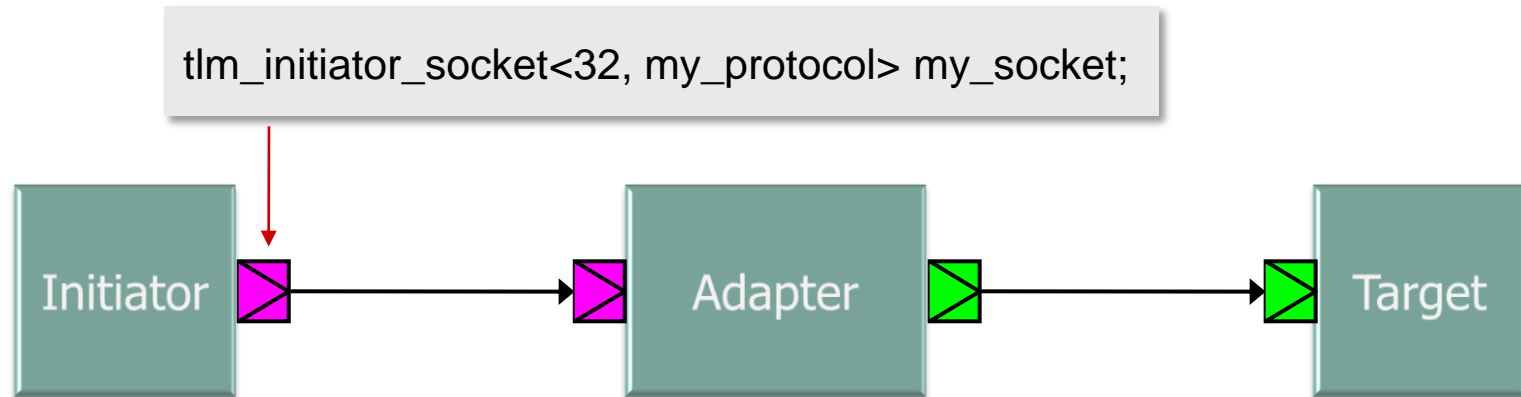 tlm_initiator_socket<32, my_protocol> my_socket;
Initiator
Adapter
Target